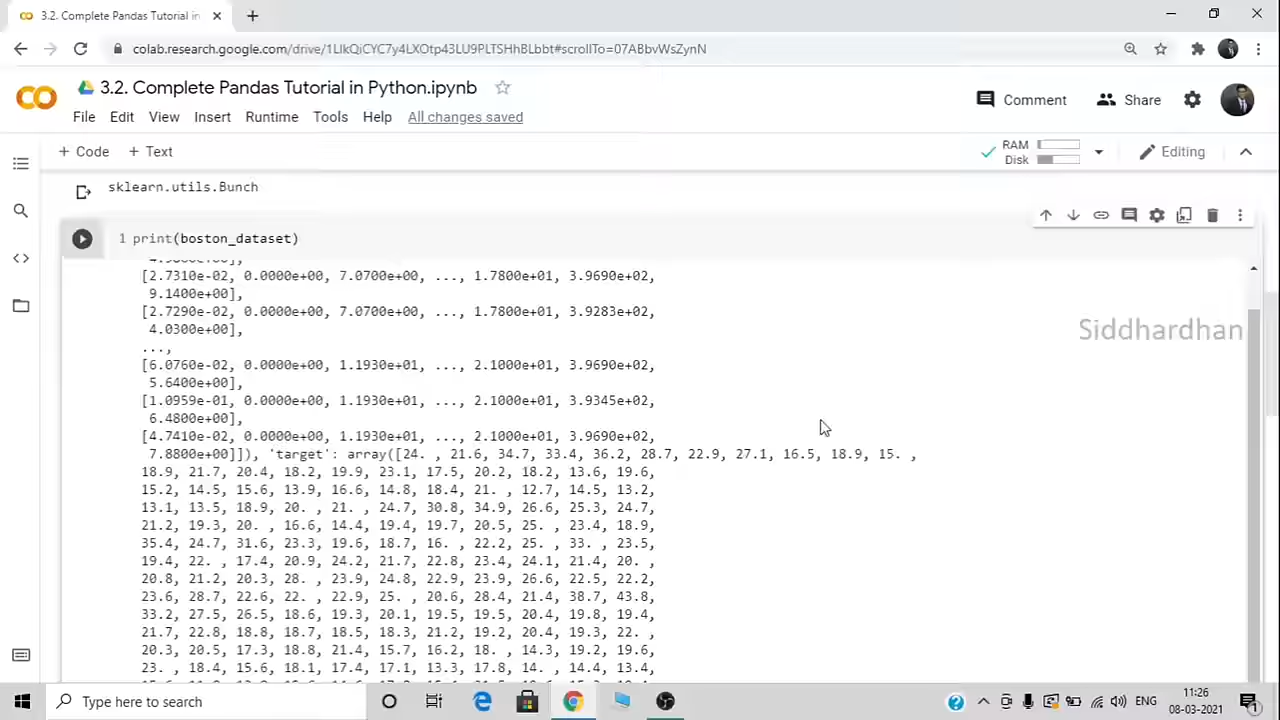 3.2. Complete Pandas Tutorial in
colab.research.google.com/drive/1LlkQiCYC7y4LXOtp43LU9PLTSHhBLbbt#scrollTo=07ABbvWsZynN
3.2. Complete Pandas Tutorial in Python.ipynb
Comment
Share
File Edit View Insert Runtime Tools Help All changes saved
+ Code + Text
RAM
Disk
Editing
sklearn.utils.Bunch
1 print(boston_dataset)
[2.7310e-02, 0.0000e+00, 7.0700e+00, ..., 1.7800e+01, 3.9690e+02,
9.1400e+00],
[2.7290e-02, 0.0000e+00, 7.0700e+00, ..., 1.7800e+01, 3.9283e+02,
4.0300e+00],
Siddhardhan
...,
[6.0760e-02, 0.0000e+00, 1.1930e+01, ..., 2.1000e+01, 3.9690e+02,
5.6400e+00],
[1.0959e-01, 0.0000e+00, 1.1930e+01, ..., 2.1000e+01, 3.9345e+02,
6.4800e+00],
[4.7410e-02, 0.0000e+00, 1.1930e+01, ..., 2.1000e+01, 3.9690e+02,
7.8800e+00]]), 'target': array([24. , 21.6, 34.7, 33.4, 36.2, 28.7, 22.9, 27.1, 16.5, 18.9, 15. ,
18.9, 21.7, 20.4, 18.2, 19.9, 23.1, 17.5, 20.2, 18.2, 13.6, 19.6,
15.2, 14.5, 15.6, 13.9, 16.6, 14.8, 18.4, 21. , 12.7, 14.5, 13.2,
13.1, 13.5, 18.9, 20. , 21. , 24.7, 30.8, 34.9, 26.6, 25.3, 24.7,
21.2, 19.3, 20. , 16.6, 14.4, 19.4, 19.7, 20.5, 25. , 23.4, 18.9,
35.4, 24.7, 31.6, 23.3, 19.6, 18.7, 16. , 22.2, 25. , 33. , 23.5,
19.4, 22. , 17.4, 20.9, 24.2, 21.7, 22.8, 23.4, 24.1, 21.4, 20. ,
20.8, 21.2, 20.3, 28. , 23.9, 24.8, 22.9, 23.9, 26.6, 22.5, 22.2,
23.6, 28.7, 22.6, 22. , 22.9, 25. , 20.6, 28.4, 21.4, 38.7, 43.8,
33.2, 27.5, 26.5, 18.6, 19.3, 20.1, 19.5, 19.5, 20.4, 19.8, 19.4,
21.7, 22.8, 18.8, 18.7, 18.5, 18.3, 21.2, 19.2, 20.4, 19.3, 22. ,
20.3, 20.5, 17.3, 18.8, 21.4, 15.7, 16.2, 18. , 14.3, 19.2, 19.6,
23. , 18.4, 15.6, 18.1, 17.4, 17.1, 13.3, 17.8, 14. , 14.4, 13.4,
Type here to search
ENG
11:26
08-03-2021